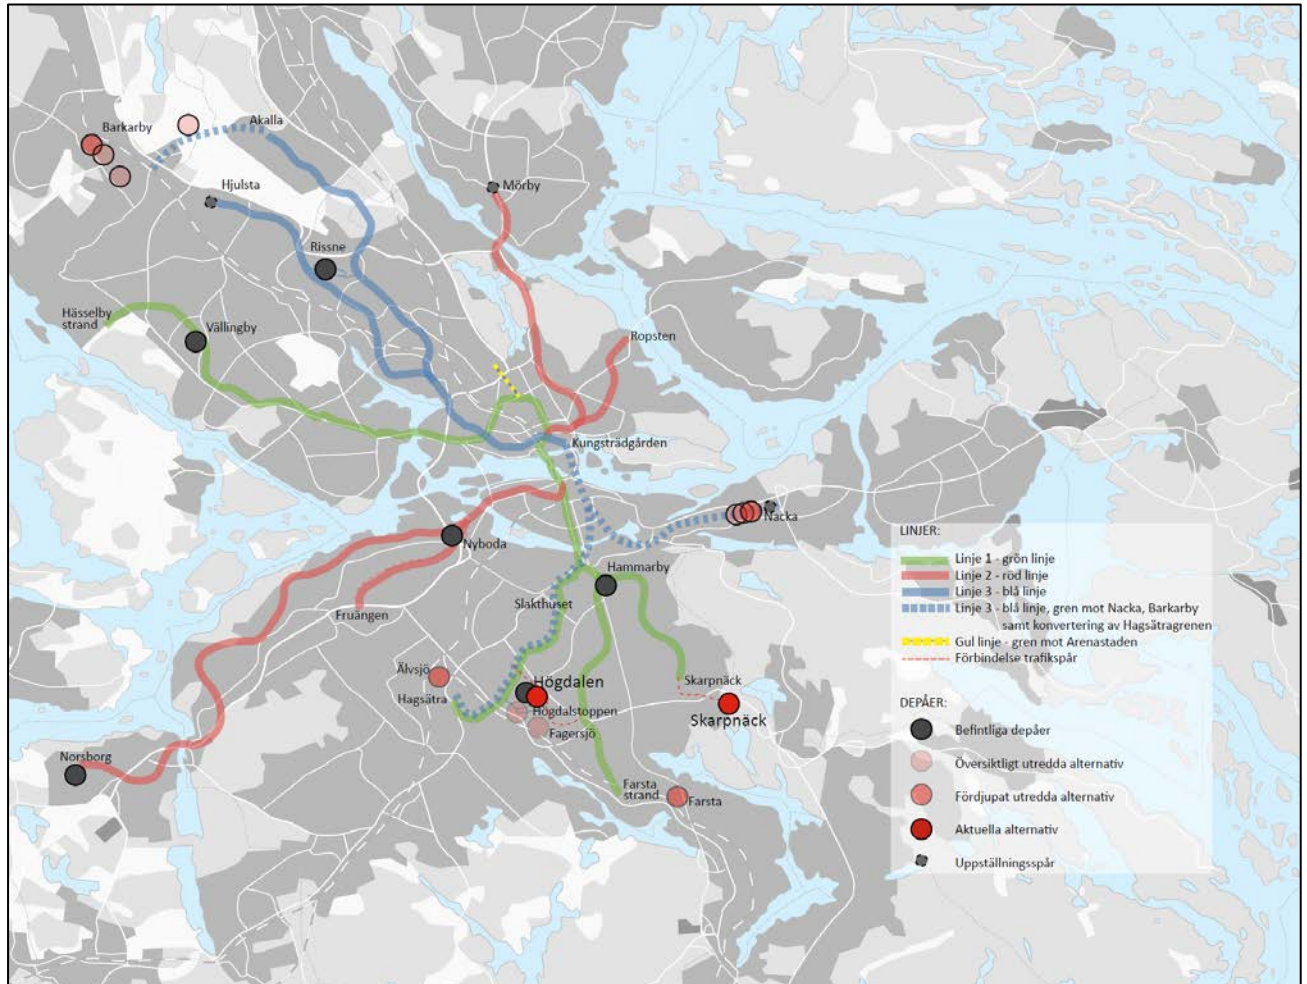 Barkarby
Akalla
Hjulsta
Mörby
Rissne
Hässelby
strand
Vällingby
Ropsten
Kungsträdgården
Nacka
Nyboda
Hammarby
Slakthuset
Fruängen
Älvsjö
Hagsätra
Högdalen
Högdalstoppen
Fagersjö
Skarpnäck
Skarpnäck
Norsborg
Farsta
strand
Farsta
LINJER:
Linje 1 - grön linje
Linje 2 - röd linje
Linje 3 - blå linje
Linje 3 - blå linje, gren mot Nacka, Barkarby
samt konvertering av Hagsätragrenen
Gul linje - gren mot Arenastaden
Förbindelse trafikspår
DEPÅER:
Befintliga depåer
Översiktligt utredda alternativ
Fördjupat utredda alternativ
Aktuella alternativ
Uppställningsspår